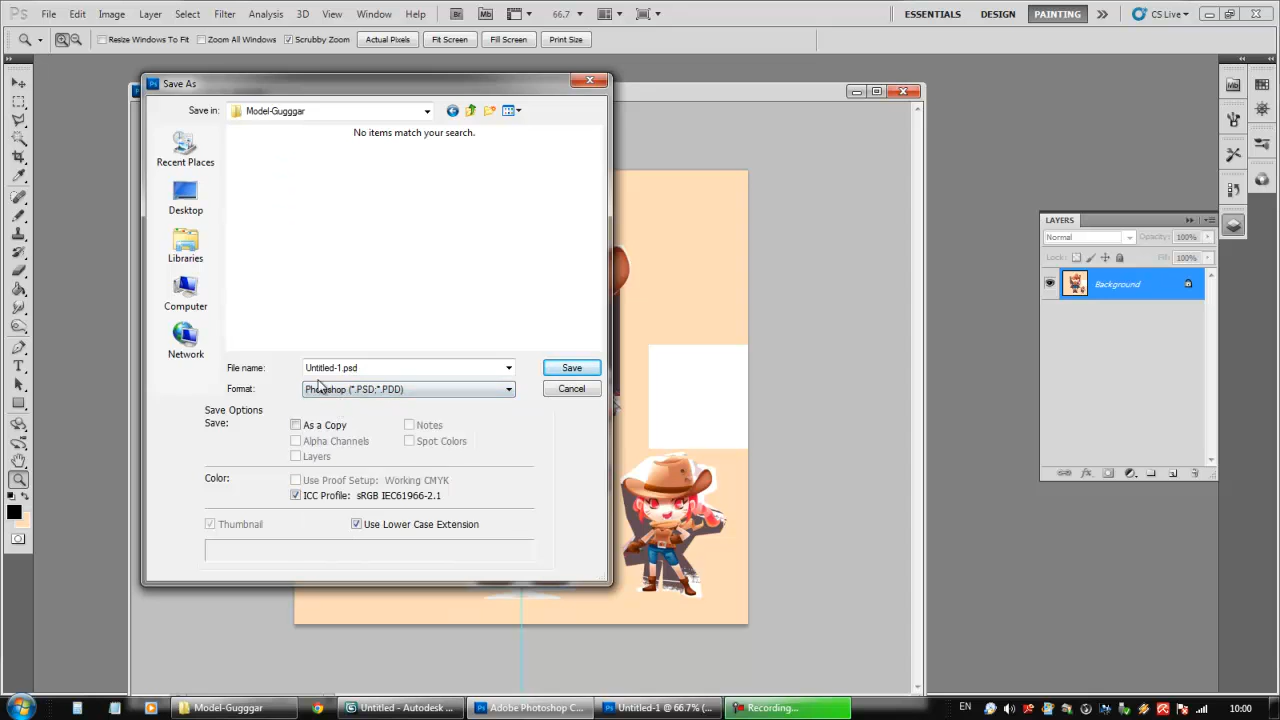 Ps File Edit Image Layer Select Filter Analysis 3D View Window Help Br Mb 66.7 ESSENTIALS DESIGN PAINTING CS Live
Resize Windows To Fit Zoom All Windows Scrubby Zoom Actual Pixels Fit Screen Fill Screen Print Size
Save As
Save in: Model-Gugggar
No items match your search.
Recent Places
Desktop
Libraries
Computer
Network
File name: Untitled-1.psd Save
Format: Photoshop (*.PSD;*.PDD) Cancel
Save Options
Save: As a Copy Notes
Alpha Channels Spot Colors
Layers
Color: Use Proof Setup: Working CMYK
ICC Profile: sRGB IEC61966-2.1
Thumbnail Use Lower Case Extension
LAYERS
Normal Opacity: 100%
Lock: Fill: 100%
Background
Model-Gugggar Untitled - Autodesk ... Adobe Photoshop C... Untitled-1 @ 66.7% (... Recording... EN 10:00